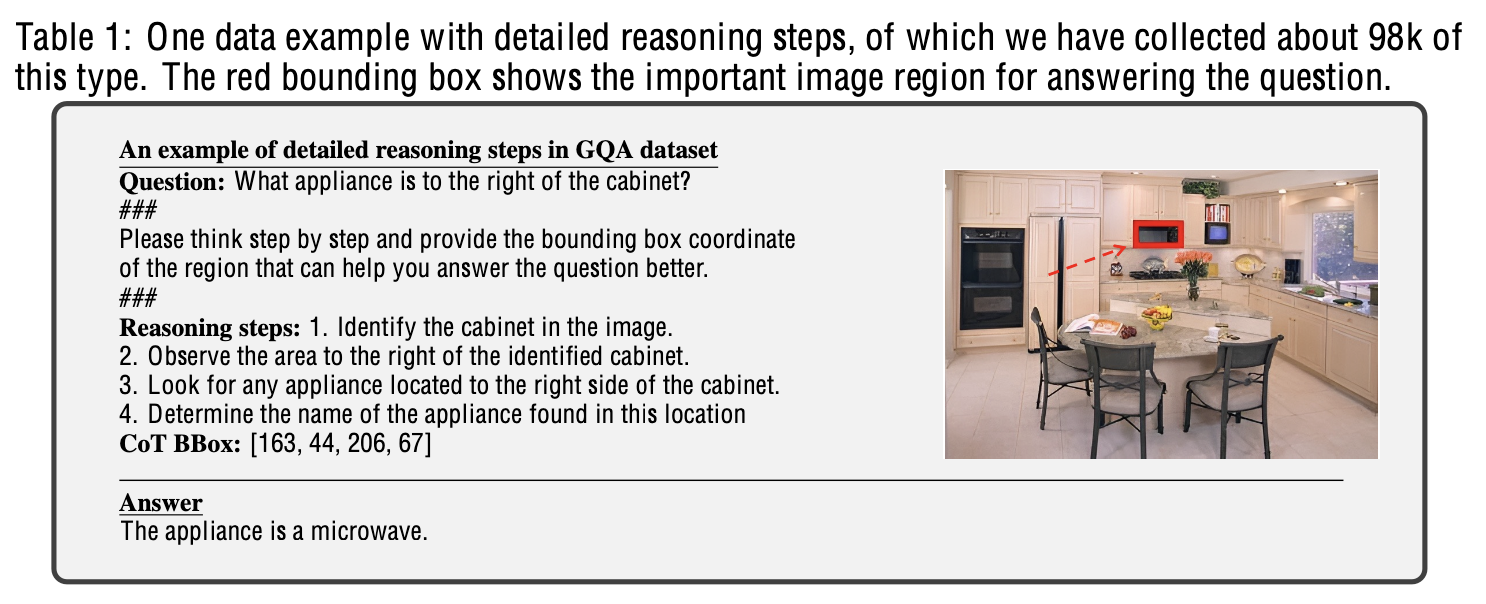 Table 1: One data example with detailed reasoning steps, of which we have collected about 98k of
this type. The red bounding box shows the important image region for answering the question.
An example of detailed reasoning steps in GQA dataset
Question: What appliance is to the right of the cabinet?
###
Please think step by step and provide the bounding box coordinate
of the region that can help you answer the question better.
###
Reasoning steps: 1. Identify the cabinet in the image.
2. Observe the area to the right of the identified cabinet.
3. Look for any appliance located to the right side of the cabinet.
4. Determine the name of the appliance found in this location
CoT BBox: [163, 44, 206, 67]
Answer
The appliance is a microwave.